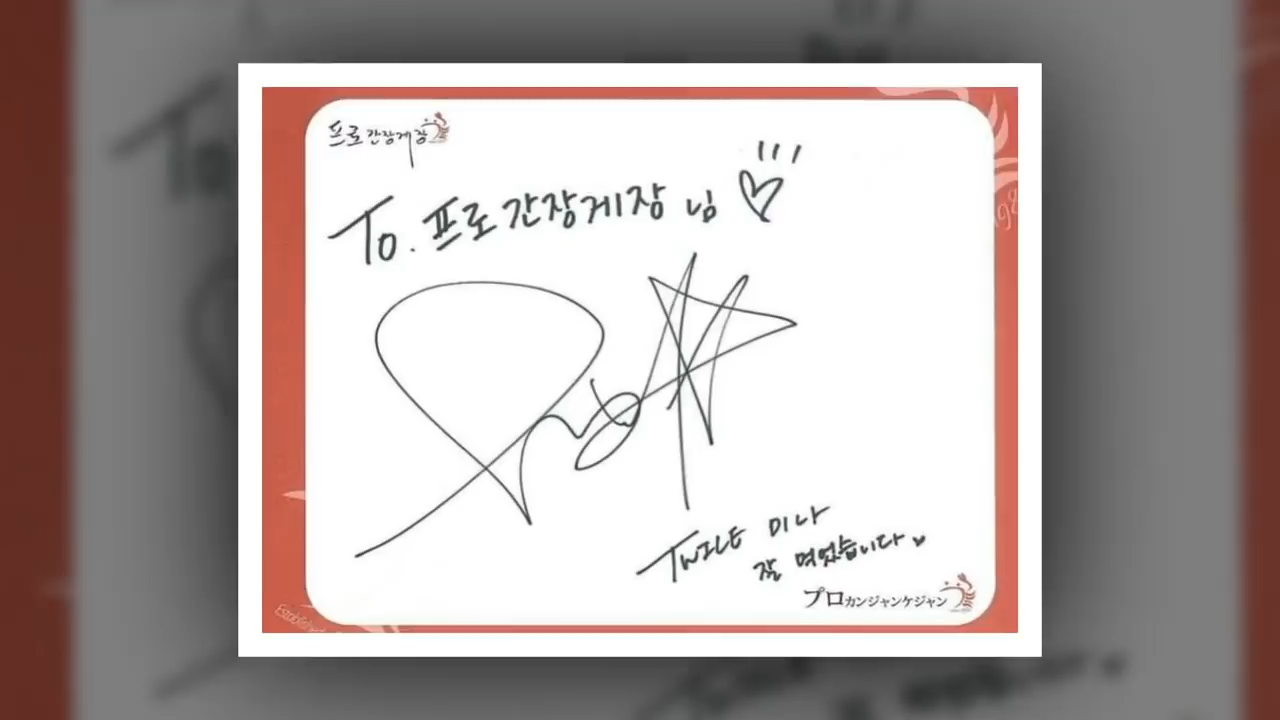 프로간장게장
To. 프로간장게장 님 ♡
TWICE 미나
잘 먹었습니다♥
プロカンジャンケジャン